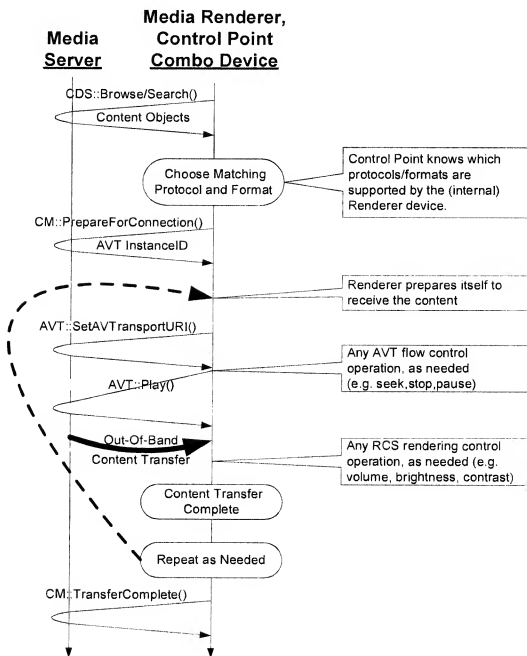 Media
Server
Media Renderer,
Control Point
Combo Device
CDS::Browse/Search()
Content Objects
Choose Matching
Protocol and Format
Control Point knows which
protocols/formats are
supported by the (internal)
Renderer device.
CM::PrepareForConnection()
AVT InstanceID
Renderer prepares itself to
receive the content
AVT::SetAVTransportURI()
Any AVT flow control
operation, as needed
(e.g. seek,stop,pause)
AVT::Play()
Out-Of-Band
Content Transfer
Any RCS rendering control
operation, as needed (e.g.
volume, brightness, contrast)
Content Transfer
Complete
Repeat as Needed
CM::TransferComplete()